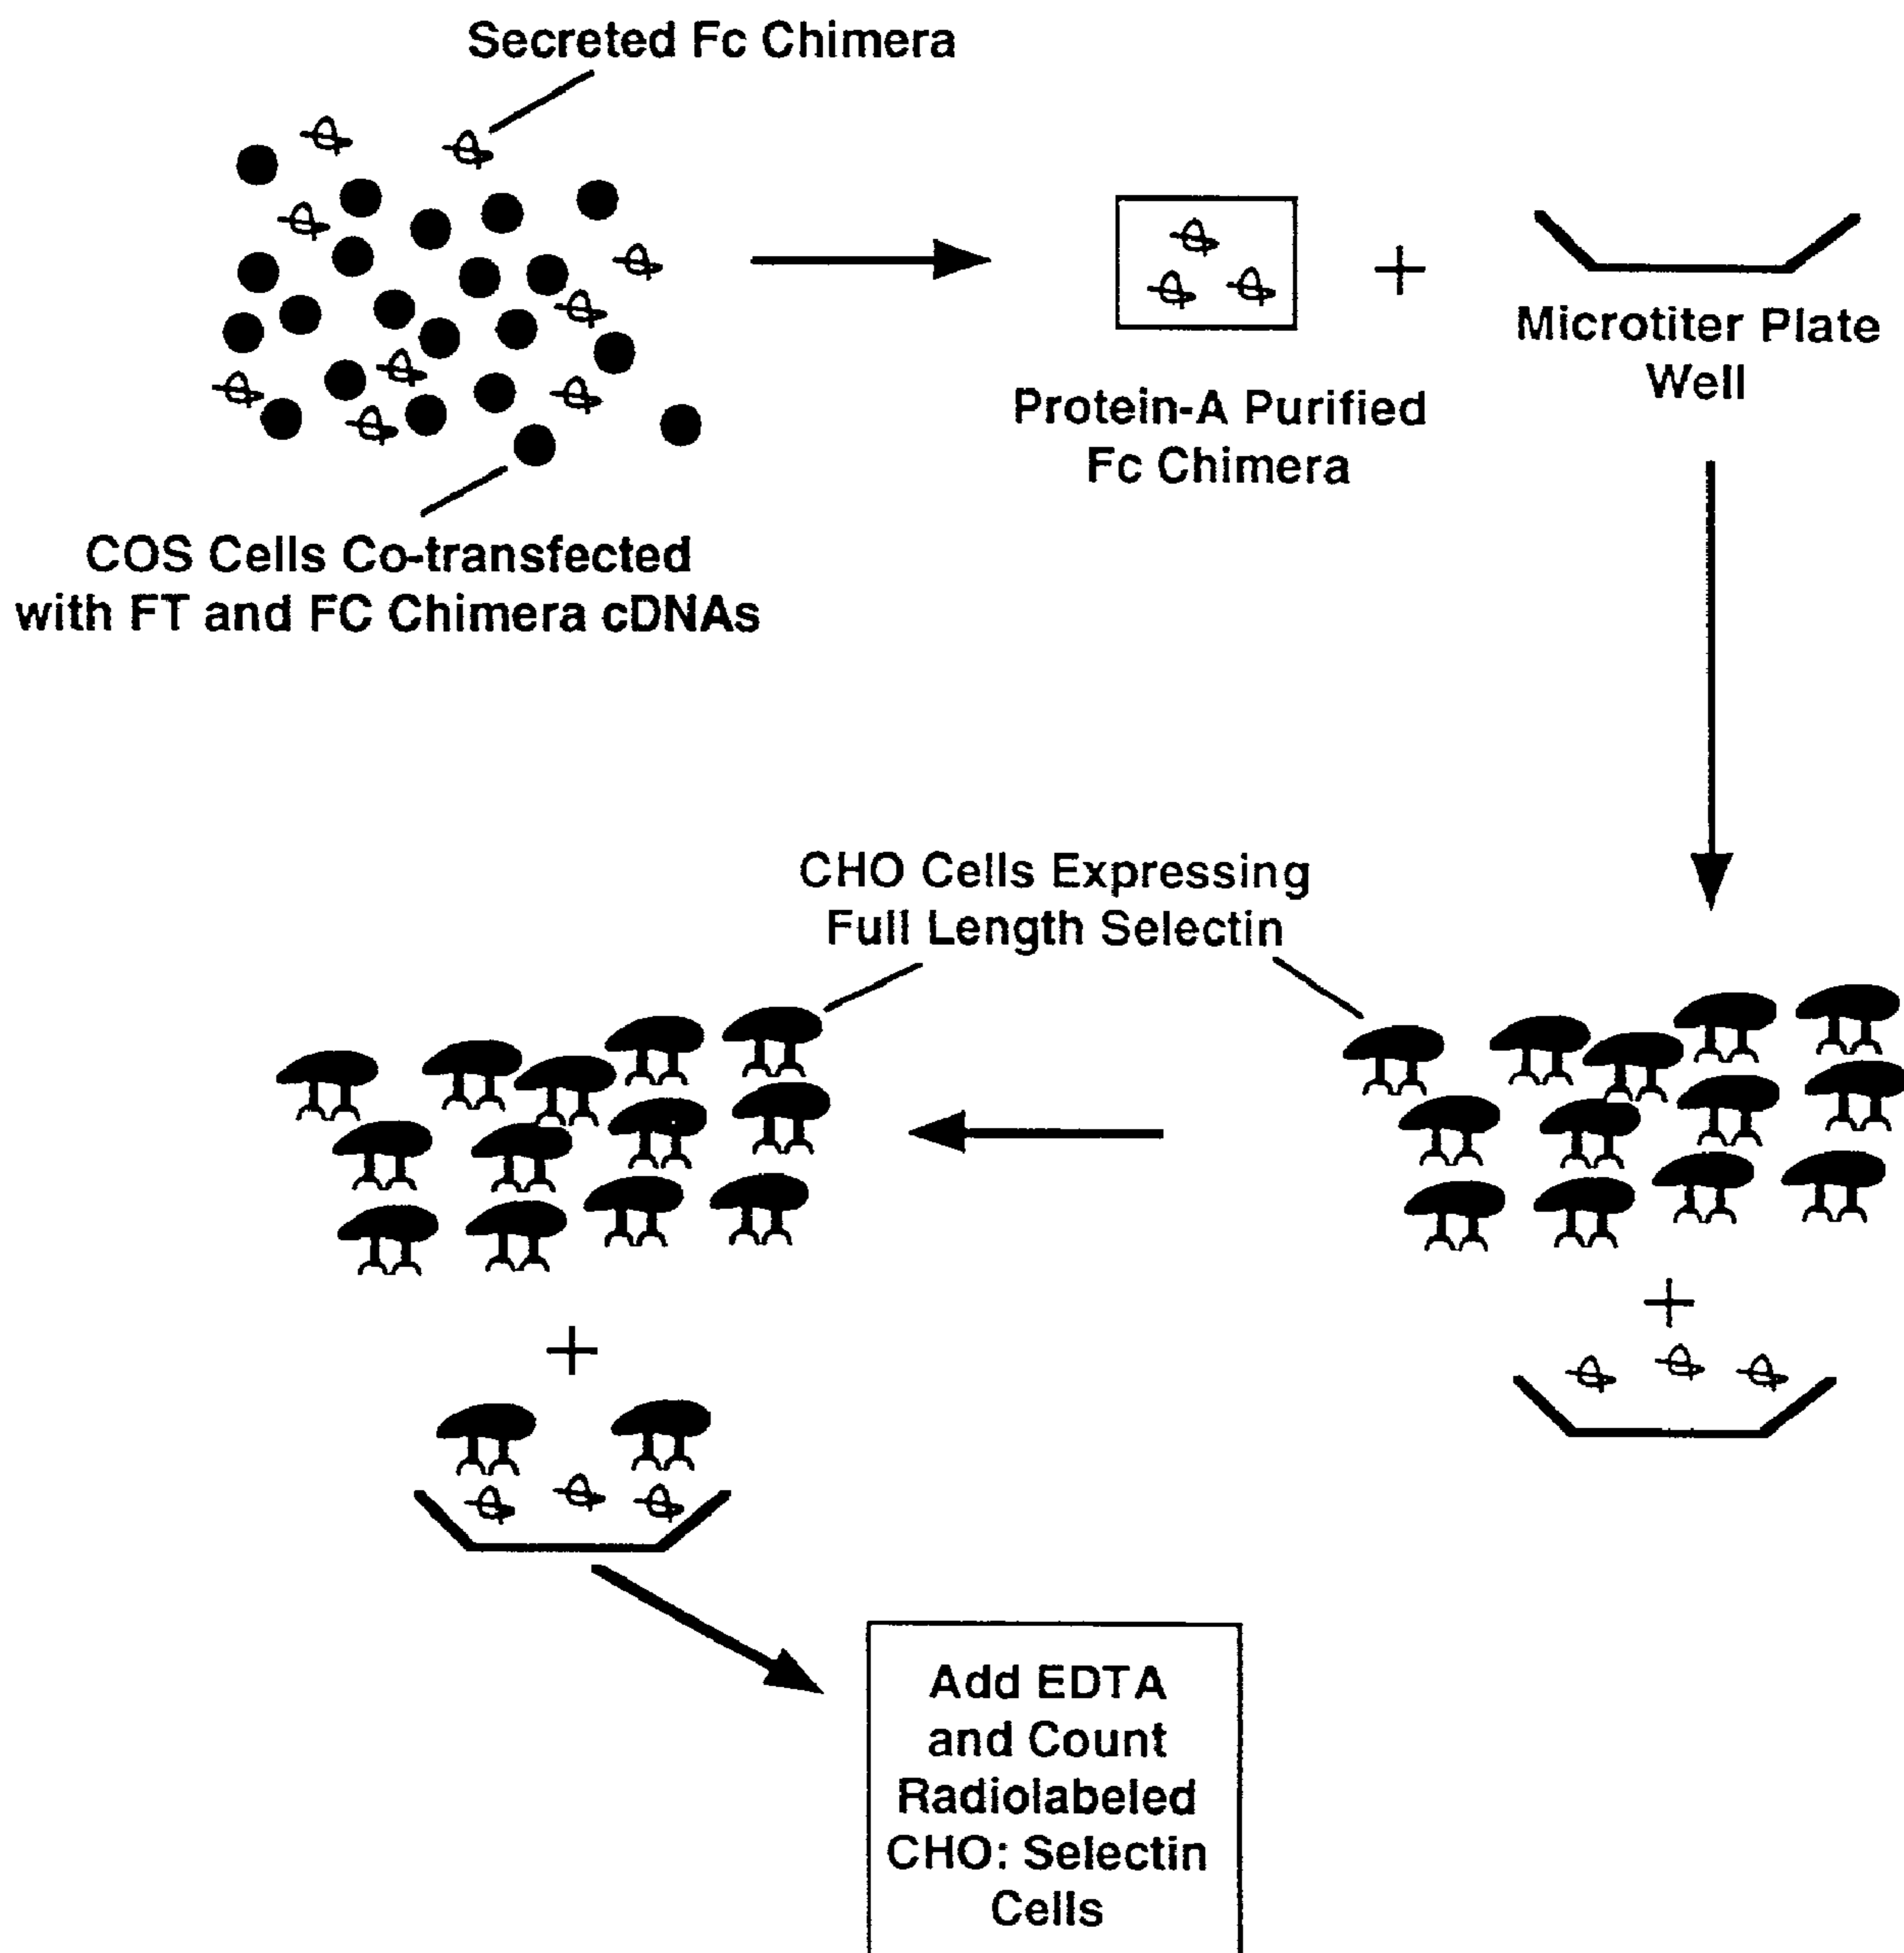 Secreted Fc Chimera
COS Cells Co-transfected
with FT and FC Chimera cDNAs
Protein-A Purified
Fc Chimera
+
Microtiter Plate
Well
CHO Cells Expressing
Full Length Selectin
+
+
Add EDTA
and Count
Radiolabeled
CHO: Selectin
Cells